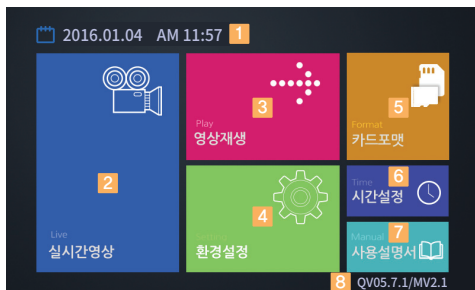 2016.01.04 AM 11:57 1
2
Live
실시간영상
3
Play
영상재생
4
환경설정
5
Format
카드포맷
6
Time
시간설정
7
Manual
사용설명서
8 QV05.7.1/MV2.1